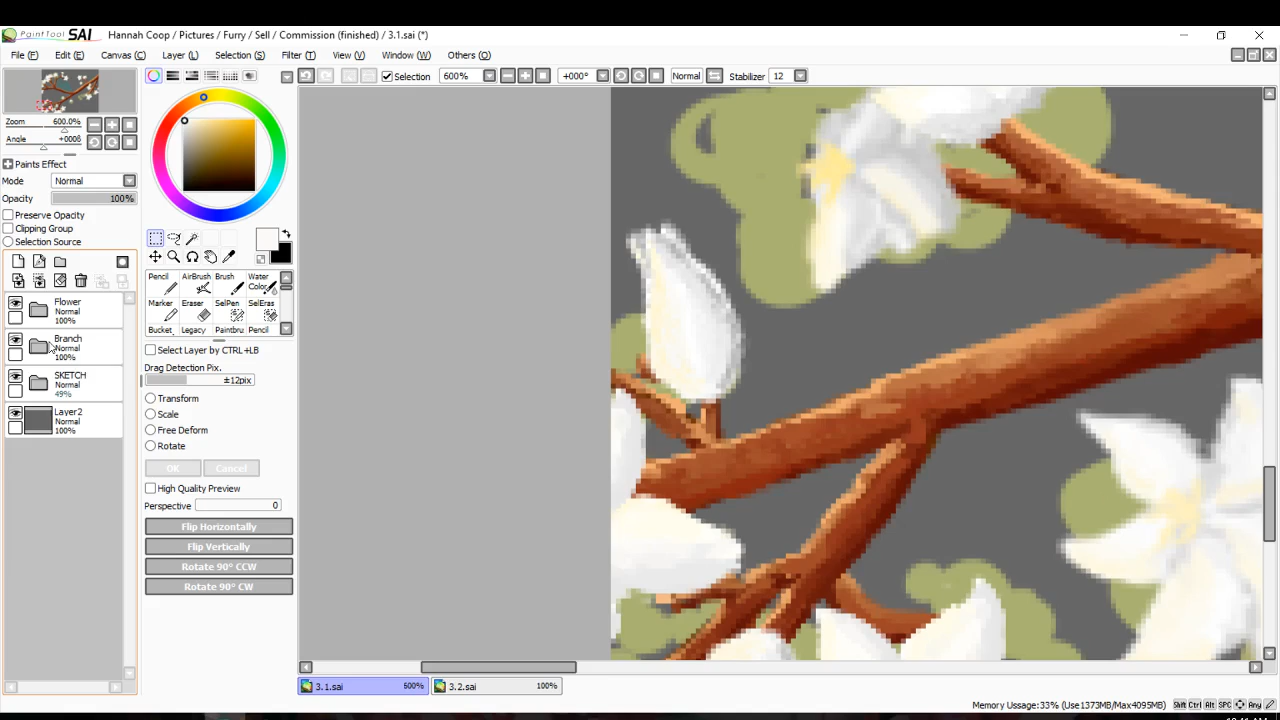 PaintTool SAI Hannah Coop / Pictures / Furry / Sell / Commission (finished) / 3.1.sai (*)
File (F) Edit (E) Canvas (C) Layer (L) Selection (S) Filter (T) View (V) Window (W) Others (O)
Selection 600% +000° Normal Stabilizer 12
Zoom 600.0%
Angle +000ß
Paints Effect
Mode Normal
Opacity 100%
Preserve Opacity
Clipping Group
Selection Source
Flower
Normal
100%
Branch
Normal
100%
SKETCH
Normal
49%
Layer2
Normal
100%
Pencil AirBrush Brush Water Color
Marker Eraser SelPen SelEras
Bucket Legacy Paintbru Pencil
Select Layer by CTRL+LB
Drag Detection Pix.
±12pix
Transform
Scale
Free Deform
Rotate
OK Cancel
High Quality Preview
Perspective 0
Flip Horizontally
Flip Vertically
Rotate 90° CCW
Rotate 90° CW
3.1.sai 600% 3.2.sai 100%
Memory Usage:33% (Use1373MB/Max4095MB) Shift Ctrl Alt SPC Any